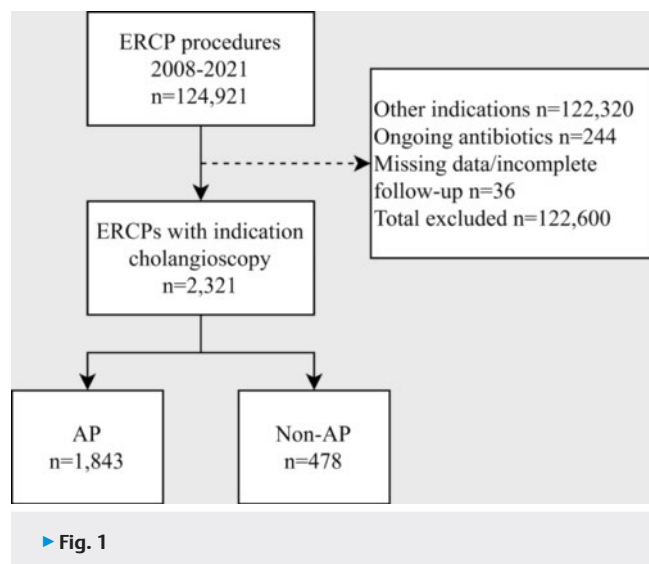 ERCP procedures
2008-2021
n=124,921
Other indications n=122,320
Ongoing antibiotics n=244
Missing data/incomplete
follow-up n=36
Total excluded n=122,600
ERCPs with indication
cholangioscopy
n=2,321
AP
n=1,843
Non-AP
n=478
▶ Fig. 1